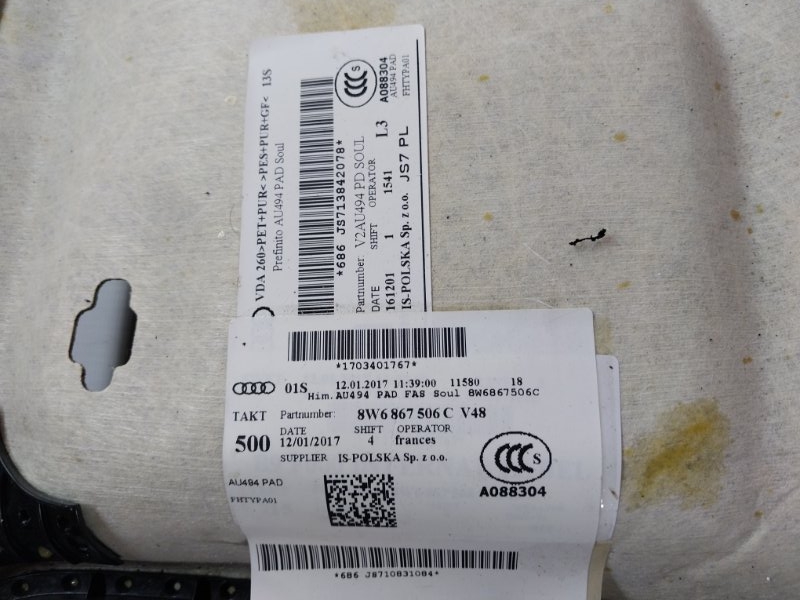 VDA 260>PET+PUR< >PES+PUR+GF< 13S
Prefinito AU494 PAD Soul
*686 JS713842078*
S
A088304
AU494 PAD
FHTYPA01
Partnumber V2AU494 PD SOUL
DATE SHIFT OPERATOR
161201 1 1541 L3
IS-POLSKA Sp. z o.o. JS7 PL
*1703401767*
01S 12.01.2017 11:39:00 11580 18
Him.AU494 PAD FAS Soul 8W6867506C
TAKT Partnumber: 8W6 867 506 C V48
500 DATE SHIFT OPERATOR
12/01/2017 4 frances
SUPPLIER IS-POLSKA Sp. z o.o.
S
A088304
AU494 PAD
FHTYPA01
*686 JS710831084*